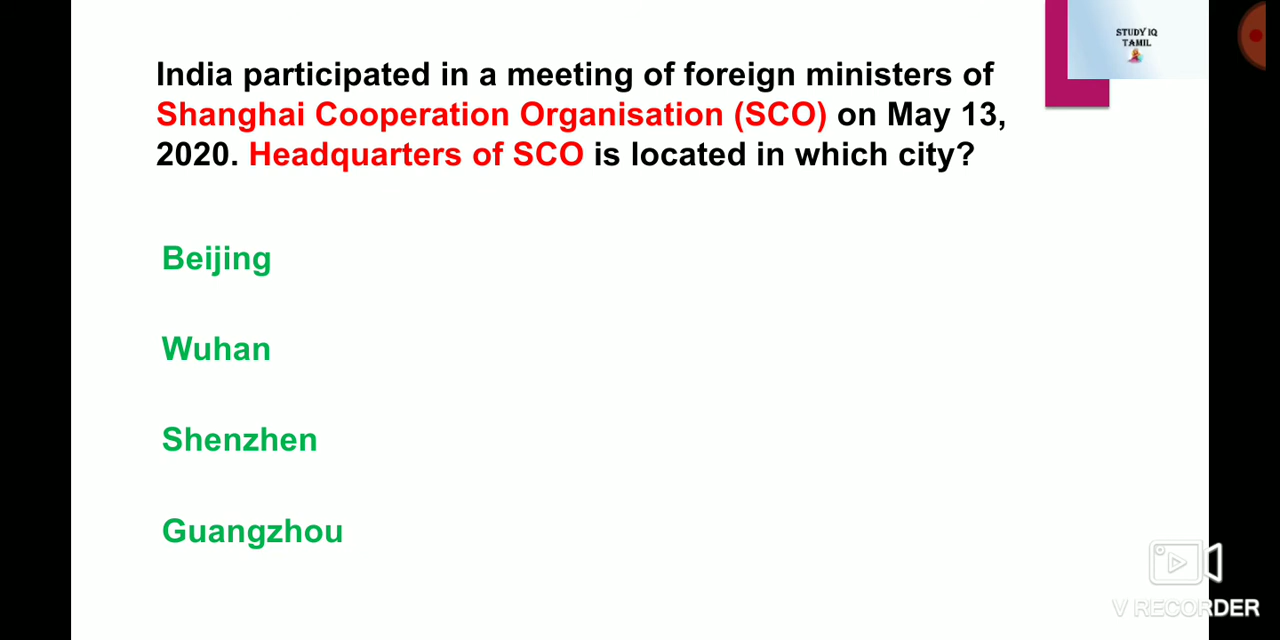 STUDY IQ
TAMIL
India participated in a meeting of foreign ministers of
Shanghai Cooperation Organisation (SCO) on May 13,
2020. Headquarters of SCO is located in which city?
Beijing
Wuhan
Shenzhen
Guangzhou
V RECORDER